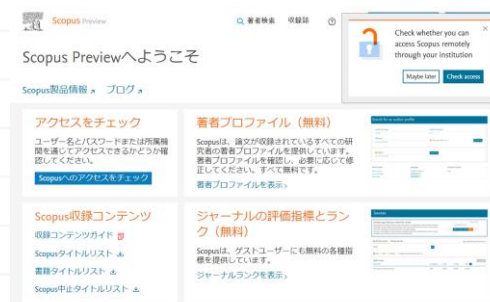 Scopus Preview
著者検索 収録誌
Check whether you can
access Scopus remotely
through your institution
Maybe later Check access
Scopus Previewへようこそ
Scopus製品情報 ブログ
アクセスをチェック
ユーザー名とパスワードまたは所属機
関を通じてアクセスできるかどうか確
認してください。
Scopusへのアクセスをチェック
著者プロファイル（無料）
Scopusは、論文が収録されているすべての研
究者の著者プロファイルを提供しています。
著者プロファイルを確認し、必要に応じて修
正してください。すべて無料です。
著者プロファイルを表示›
Scopus収録コンテンツ
収録コンテンツガイド
Scopusタイトルリスト
書籍タイトルリスト
Scopus中止タイトルリスト
ジャーナルの評価指標とラン
ク（無料）
Scopusは、ゲストユーザーにも無料の各種指
標を提供しています。
ジャーナルランクを表示›